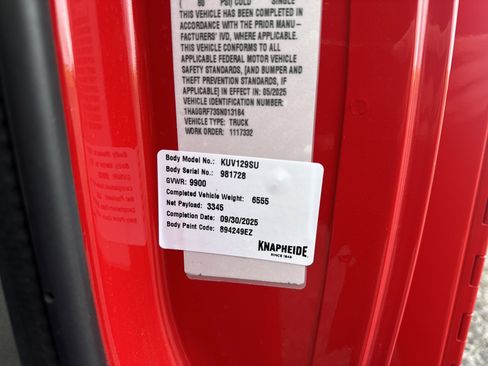 ( 80 PSI) COLD SINGLE
THIS VEHICLE HAS BEEN COMPLETED IN
ACCORDANCE WITH THE PRIOR MANU-
FACTURERS' IVD, WHERE APPLICABLE.
THIS VEHICLE CONFORMS TO ALL
APPLICABLE FEDERAL MOTOR VEHICLE
SAFETY STANDARDS, [AND BUMPER AND
THEFT PREVENTION STANDARDS, IF
APPLICABLE] IN EFFECT IN 05/2025
VEHICLE IDENTIFICATION NUMBER:
1HA0GRF73SN013184
VEHICLE TYPE: TRUCK
WORK ORDER: 1117332
Body Model No.: KUV129SU
Body Serial No.: 981728
GVWR: 9900
Completed Vehicle Weight: 6555
Net Payload: 3345
Completion Date: 09/30/2025
Body Paint Code: 894249EZ
KNAPHEIDE
SINCE 1848